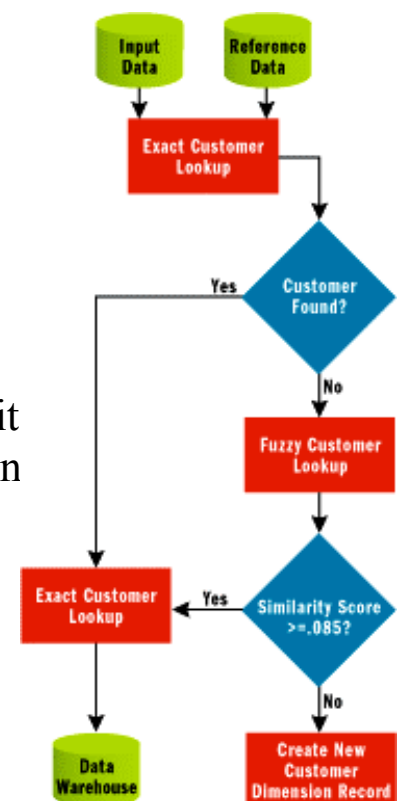 Input
Data
Reference
Data
Exact Customer
Lookup
Customer
Found?
Yes
No
it
n
Fuzzy Customer
Lookup
Exact Customer
Lookup
Yes
Similarity Score
>=.085?
No
Data
Warehouse
Create New
Customer
Dimension Record